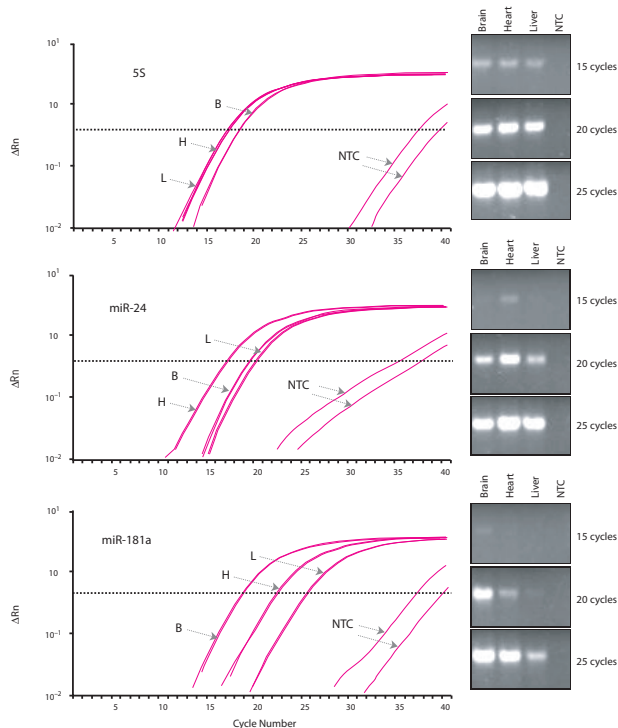 Brain Heart Liver NTC
10¹
5S
B
15 cycles
10
H
ΔRn
NTC
20 cycles
10⁻¹
L
25 cycles
10⁻²
5 10 15 20 25 30 35 40
Brain Heart Liver NTC
10¹
miR-24
L
15 cycles
10
B
ΔRn
NTC
20 cycles
10⁻¹
H
25 cycles
10⁻²
5 10 15 20 25 30 35 40
Brain Heart Liver NTC
10¹
miR-181a
L
15 cycles
10
H
ΔRn
NTC
20 cycles
10⁻¹
B
25 cycles
10⁻²
5 10 15 20 25 30 35 40
Cycle Number